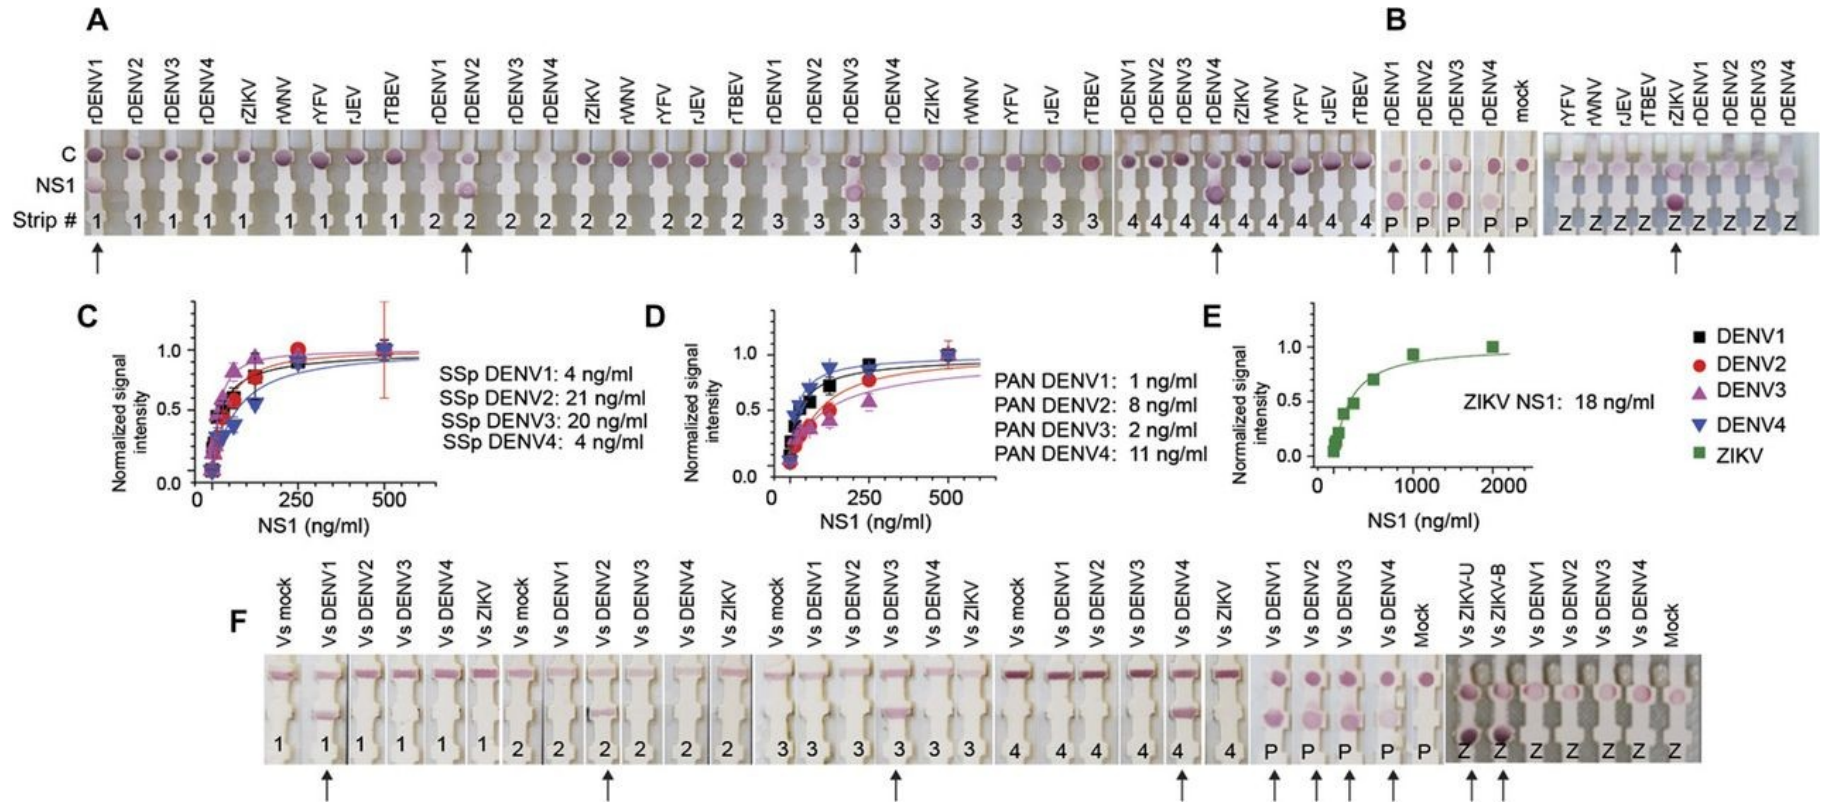 A
B
rDENV1 rDENV2 rDENV3 rDENV4 rZIKV rWNV rYFV rJEV rTBEV rDENV1 rDENV2 rDENV3 rDENV4 rZIKV rWNV rYFV rJEV rTBEV rDENV1 rDENV2 rDENV3 rDENV4 rZIKV rWNV rYFV rJEV rTBEV rDENV1 rDENV2 rDENV3 rDENV4 rZIKV rWNV rYFV rJEV rTBEV rDENV1 rDENV2 rDENV3 rDENV4 mock rYFV rWNV rJEV rTBEV rZIKV rDENV1 rDENV2 rDENV3 rDENV4
C
NS1
Strip # 1 1 1 1 1 1 1 1 1 2 2 2 2 2 2 2 2 2 3 3 3 3 3 3 3 3 3 4 4 4 4 4 4 4 4 4 P P P P P Z Z Z Z Z Z Z Z Z
C
Normalized signal
intensity
1.0
0.5
0.0
0 250 500
NS1 (ng/ml)
SSp DENV1: 4 ng/ml
SSp DENV2: 21 ng/ml
SSp DENV3: 20 ng/ml
SSp DENV4: 4 ng/ml
D
Normalized signal
intensity
1.0
0.5
0.0
0 250 500
NS1 (ng/ml)
PAN DENV1: 1 ng/ml
PAN DENV2: 8 ng/ml
PAN DENV3: 2 ng/ml
PAN DENV4: 11 ng/ml
E
Normalized signal
intensity
1.0
0.5
0.0
0 1000 2000
NS1 (ng/ml)
ZIKV NS1: 18 ng/ml
DENV1
DENV2
DENV3
DENV4
ZIKV
F
Vs mock Vs DENV1 Vs DENV2 Vs DENV3 Vs DENV4 Vs ZIKV Vs mock Vs DENV1 Vs DENV2 Vs DENV3 Vs DENV4 Vs ZIKV Vs mock Vs DENV1 Vs DENV2 Vs DENV3 Vs DENV4 Vs ZIKV Vs mock Vs DENV1 Vs DENV2 Vs DENV3 Vs DENV4 Vs ZIKV Vs DENV1 Vs DENV2 Vs DENV3 Vs DENV4 Mock Vs ZIKV-U Vs ZIKV-B Vs DENV1 Vs DENV2 Vs DENV3 Vs DENV4 Mock
1 1 1 1 1 1 2 2 2 2 2 2 3 3 3 3 3 3 4 4 4 4 4 4 P P P P P Z Z Z Z Z Z Z